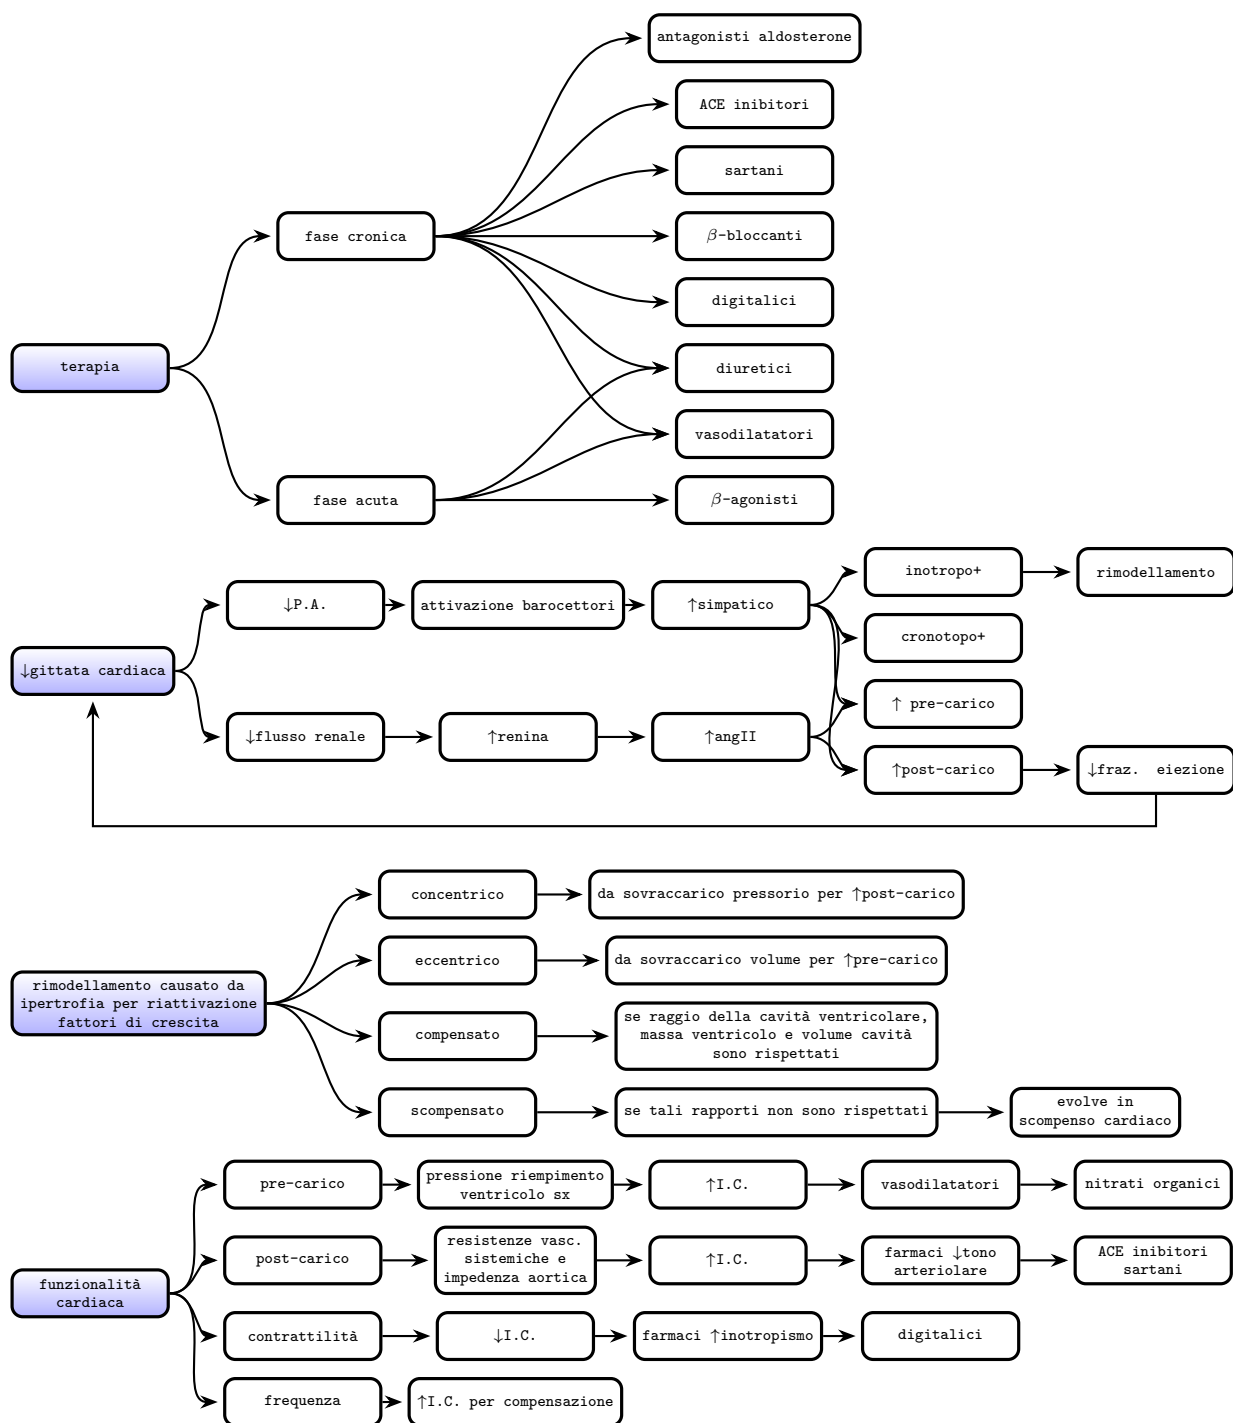 antagonisti aldosterone
ACE inibitori
sartani
fase cronica
β-bloccanti
digitalici
terapia
diuretici
vasodilatatori
fase acuta
β-agonisti
inotropo+
rimodellamento
↓P.A.
attivazione barocettori
↑simpatico
cronotopo+
↓gittata cardiaca
↑ pre-carico
↓flusso renale
↑renina
↑angII
↑post-carico
↓fraz. eiezione
concentrico
da sovraccarico pressorio per ↑post-carico
eccentrico
da sovraccarico volume per ↑pre-carico
rimodellamento causato da
ipertrofia per riattivazione
fattori di crescita
compensato
se raggio della cavità ventricolare,
massa ventricolo e volume cavità
sono rispettati
scompensato
se tali rapporti non sono rispettati
evolve in
scompenso cardiaco
pre-carico
pressione riempimento
ventricolo sx
↑I.C.
vasodilatatori
nitrati organici
post-carico
resistenze vasc.
sistemiche e
impedenza aortica
↑I.C.
farmaci ↓tono
arteriolare
ACE inibitori
sartani
funzionalità
cardiaca
contrattilità
↓I.C.
farmaci ↑inotropismo
digitalici
frequenza
↑I.C. per compensazione